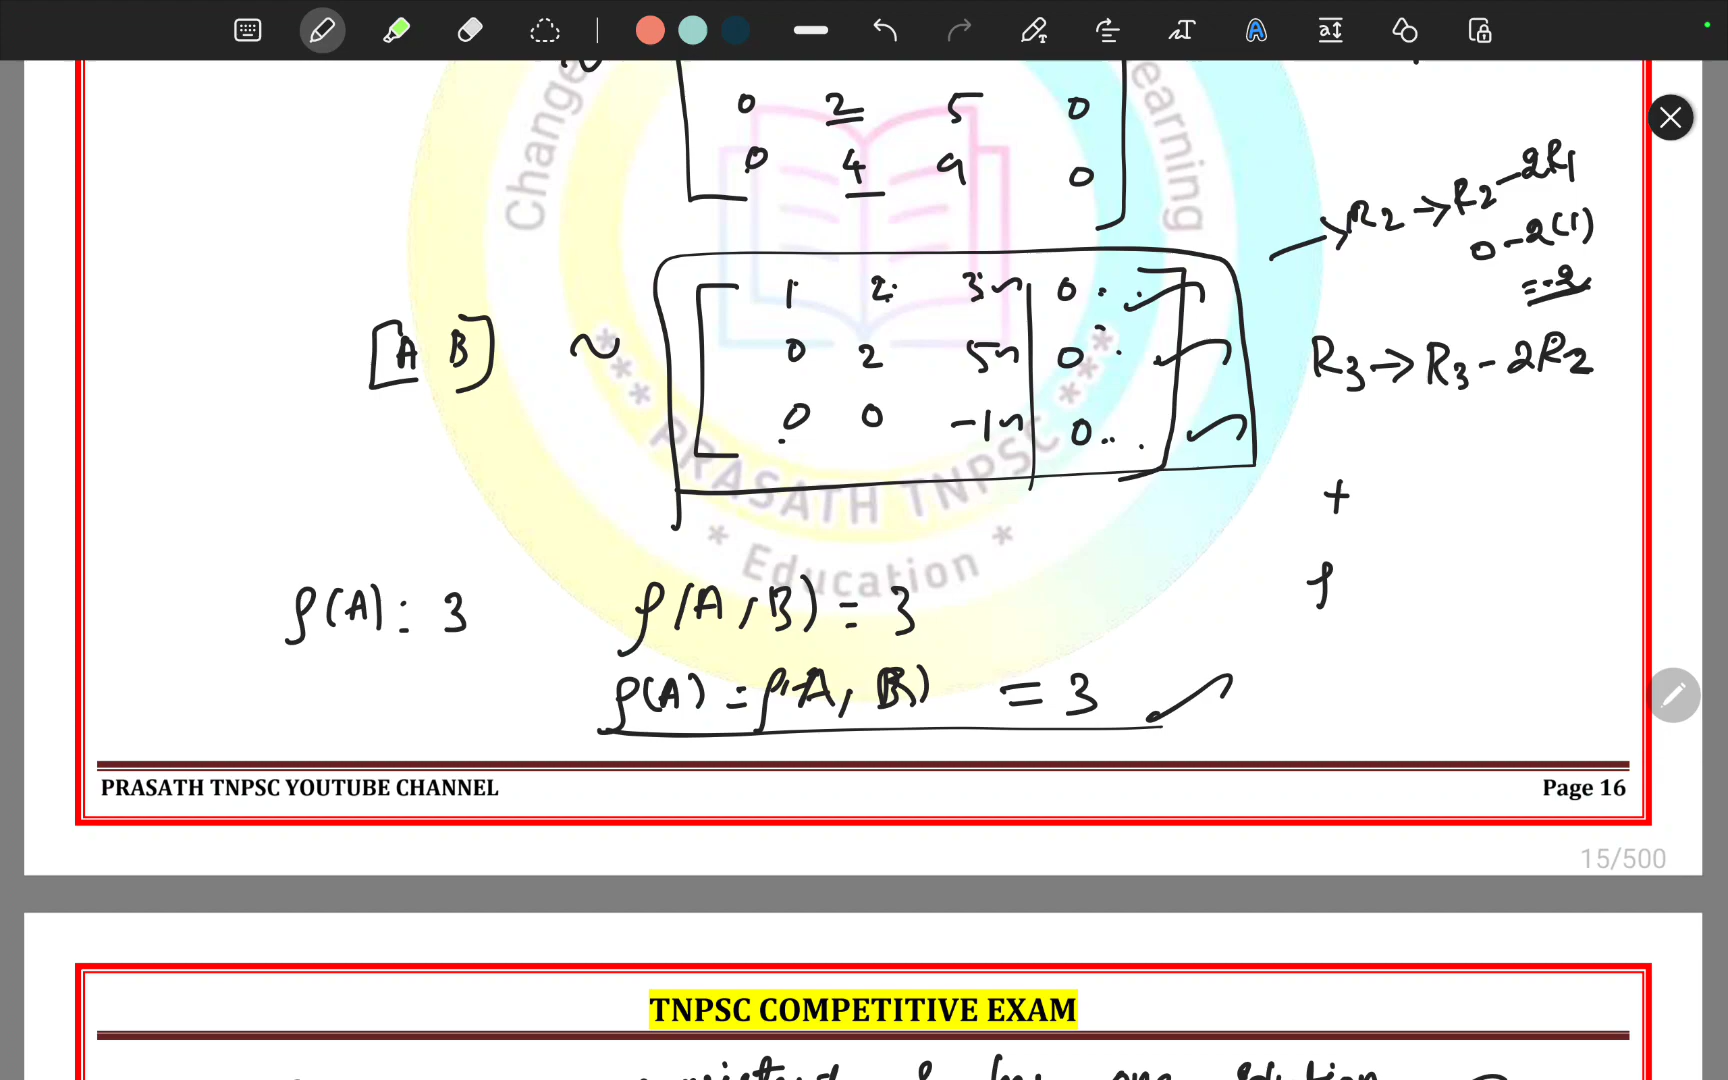 Change
earning
0 2 5 0
0 4 9 0
R2 → R2 - 2R1
0 - 2(1)
= -2
[A B] ~ 1 2 3 0
0 2 5 0
0 0 -1 0
R3 → R3 - 2R2
*** PRASATH TNPSC ***
* Education *
+
ρ
ρ(A) : 3 ρ(A, B) = 3
ρ(A) = ρ(A, B) = 3
PRASATH TNPSC YOUTUBE CHANNEL Page 16
15/500
TNPSC COMPETITIVE EXAM
one